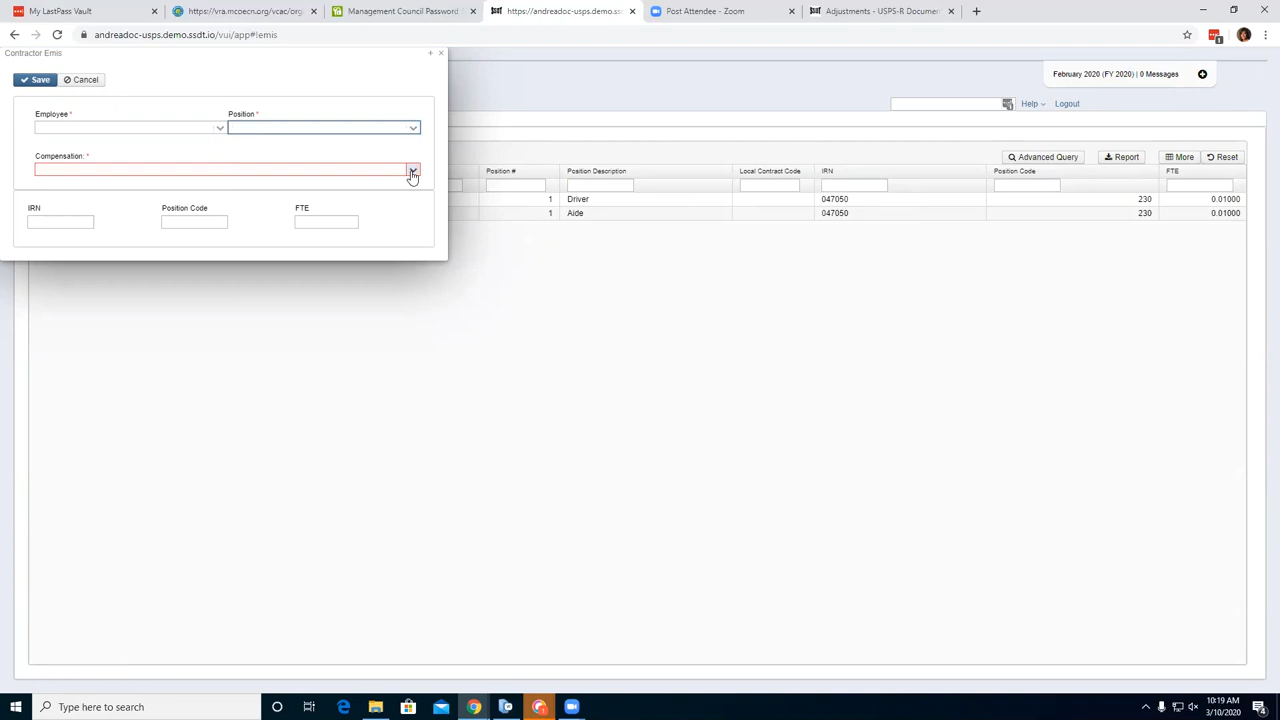 My LastPass Vault
https://vra.mcoecn.org/vcec/org
Management Council Password
https://andreadoc-usps.demo.ssd
Post Attendee - Zoom
Adjustments - USPS-R Documen
andreadoc-usps.demo.ssdt.io/vui/app#!emis
1
Contractor Emis
Save
Cancel
February 2020 (FY 2020) | 0 Messages
Help
Logout
Employee *
Position *
Compensation: *
IRN
Position Code
FTE
Advanced Query
Report
More
Reset
Position #
Position Description
Local Contract Code
IRN
Position Code
FTE
1
Driver
047050
230
0.01000
1
Aide
047050
230
0.01000
Type here to search
10:19 AM
3/10/2020
4